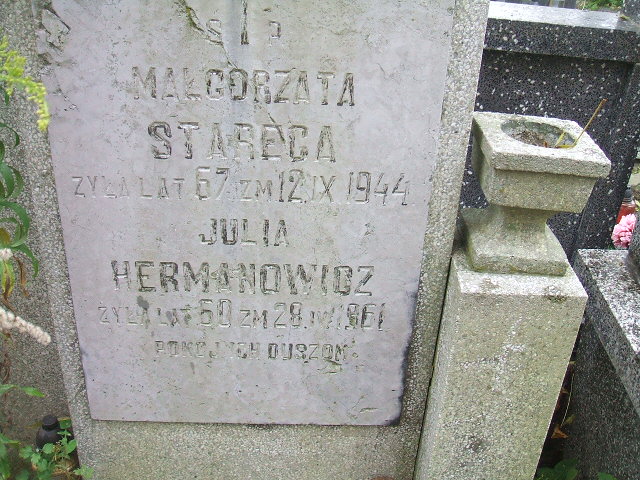 Ś P
MAŁGORZATA
STARĘGA
ŻYŁA LAT 67 ZM 12 IX 1944
JULIA
HERMANOWICZ
ŻYŁA LAT 60 ZM 28 IV 1961
POKÓJ ICH DUSZOM